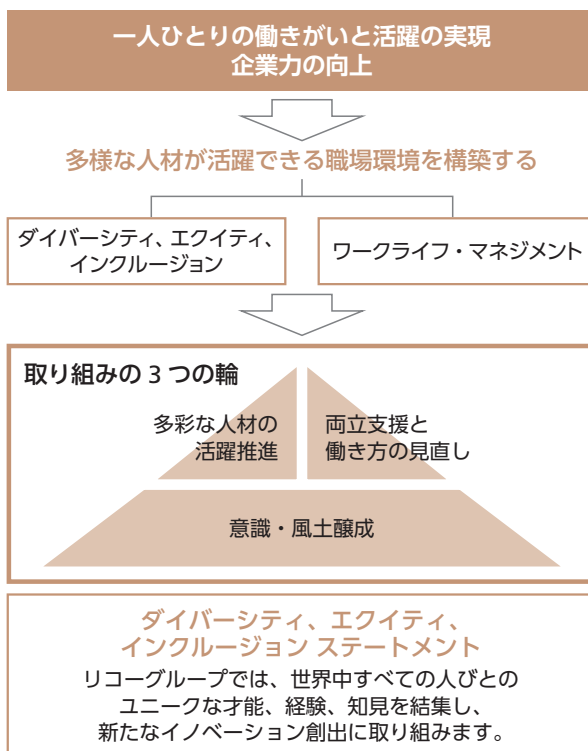 一人ひとりの働きがいと活躍の実現
企業力の向上
多様な人材が活躍できる職場環境を構築する
ダイバーシティ、エクイティ、
インクルージョン
ワークライフ・マネジメント
取り組みの3つの輪
多彩な人材の
活躍推進
両立支援と
働き方の見直し
意識・風土醸成
ダイバーシティ、エクイティ、
インクルージョン ステートメント
リコーグループでは、世界中すべての人びとの
ユニークな才能、経験、知見を結集し、
新たなイノベーション創出に取り組みます。